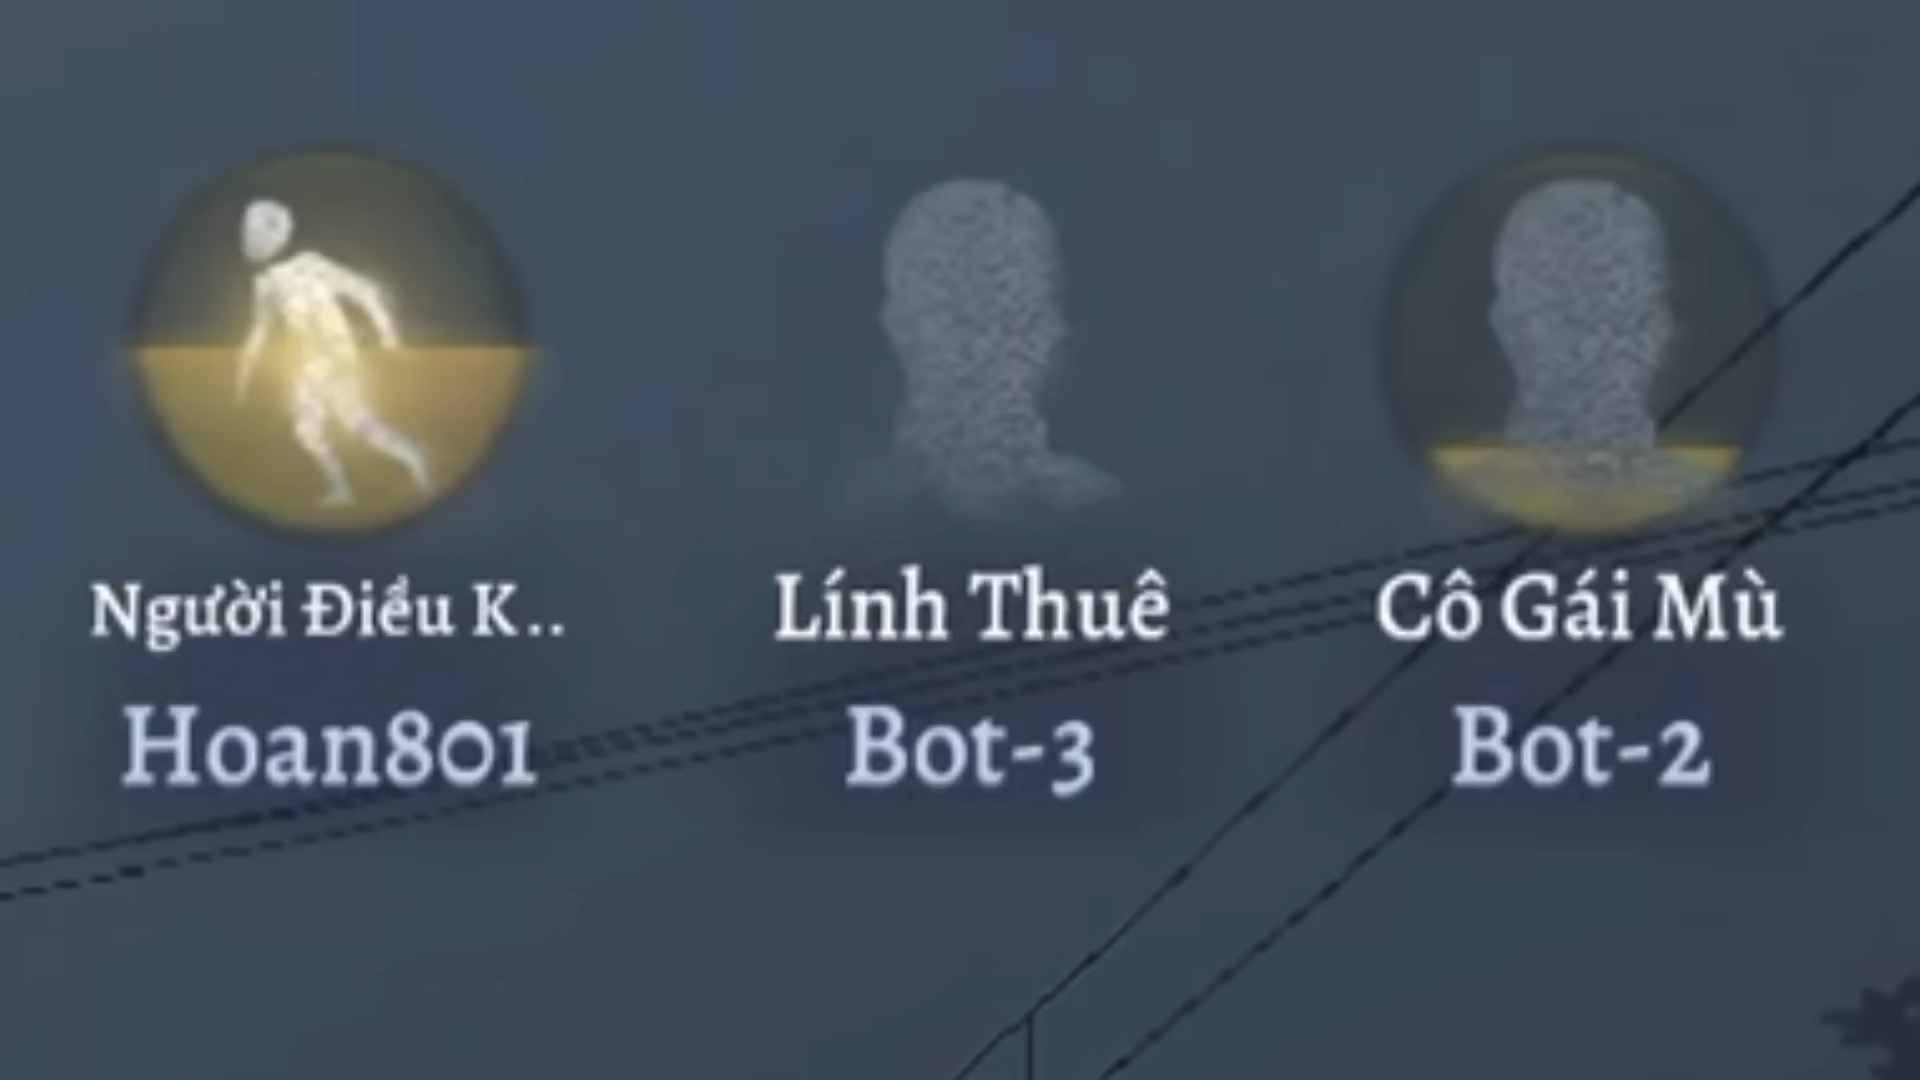 Người Điều K..
Lính Thuê
Cô Gái Mù
Hoan801
Bot-3
Bot-2